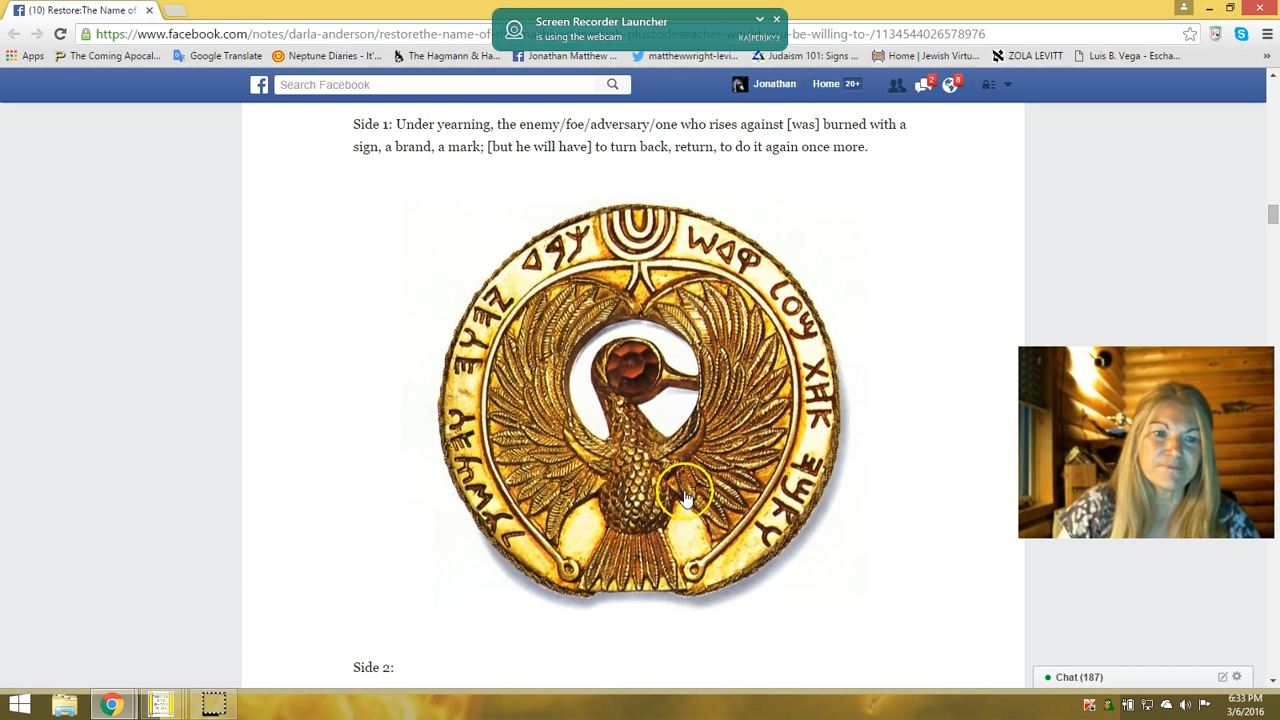 (10) Restore:The Name of
Screen Recorder Launcher
is using the webcam
KASPERSKY
https://www.facebook.com/notes/darla-anderson/restorethe-name-of-
-be-willing-to-/1134544026578976
Apps
The Coming Apocal...
Google Translate
Neptune Diaries - It'...
The Hagmann & Ha...
Jonathan Matthew ...
matthewwright-levi...
Judaism 101: Signs ...
Home | Jewish Virtu...
ZOLA LEVITT
Luis B. Vega - Escha...
Search Facebook
Jonathan
Home 20+
2
8
Side 1: Under yearning, the enemy/foe/adversary/one who rises against [was] burned with a
sign, a brand, a mark; [but he will have] to turn back, return, to do it again once more.
Side 2:
Chat (187)
6:33 PM
3/6/2016